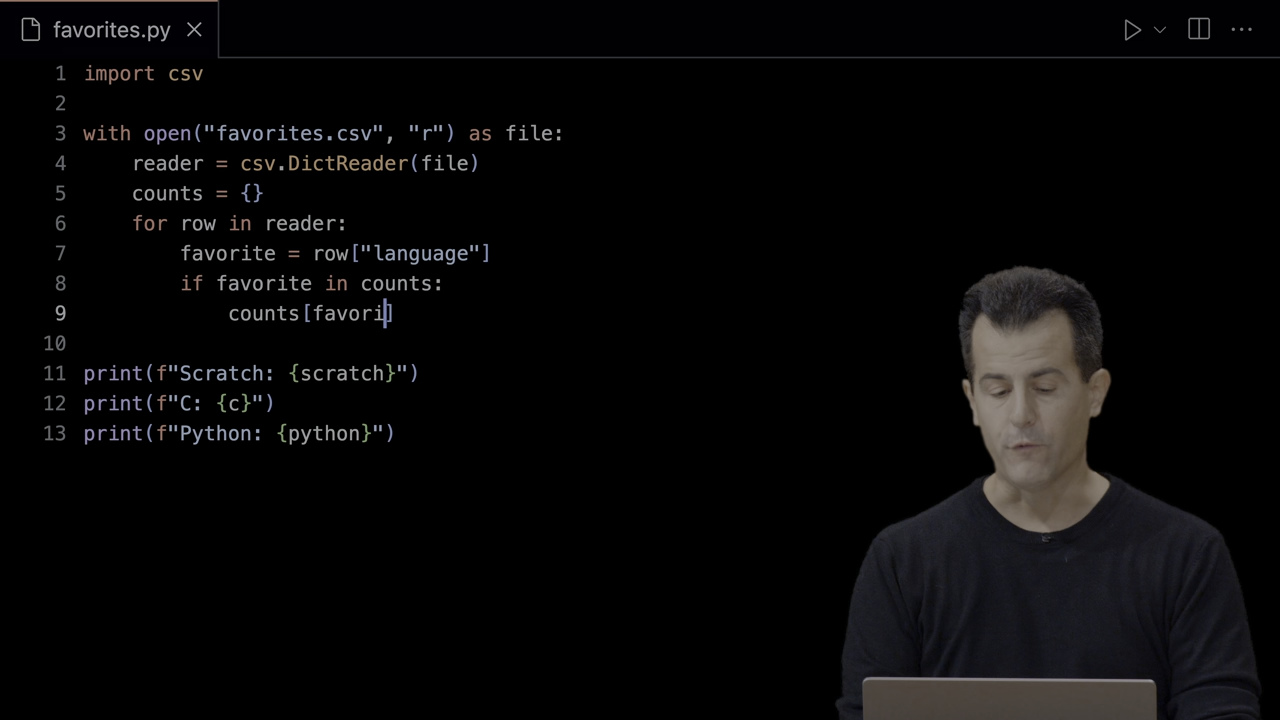 favorites.py
1 import csv
2
3 with open("favorites.csv", "r") as file:
4 reader = csv.DictReader(file)
5 counts = {}
6 for row in reader:
7 favorite = row["language"]
8 if favorite in counts:
9 counts[favori]
10
11 print(f"Scratch: {scratch}")
12 print(f"C: {c}")
13 print(f"Python: {python}")